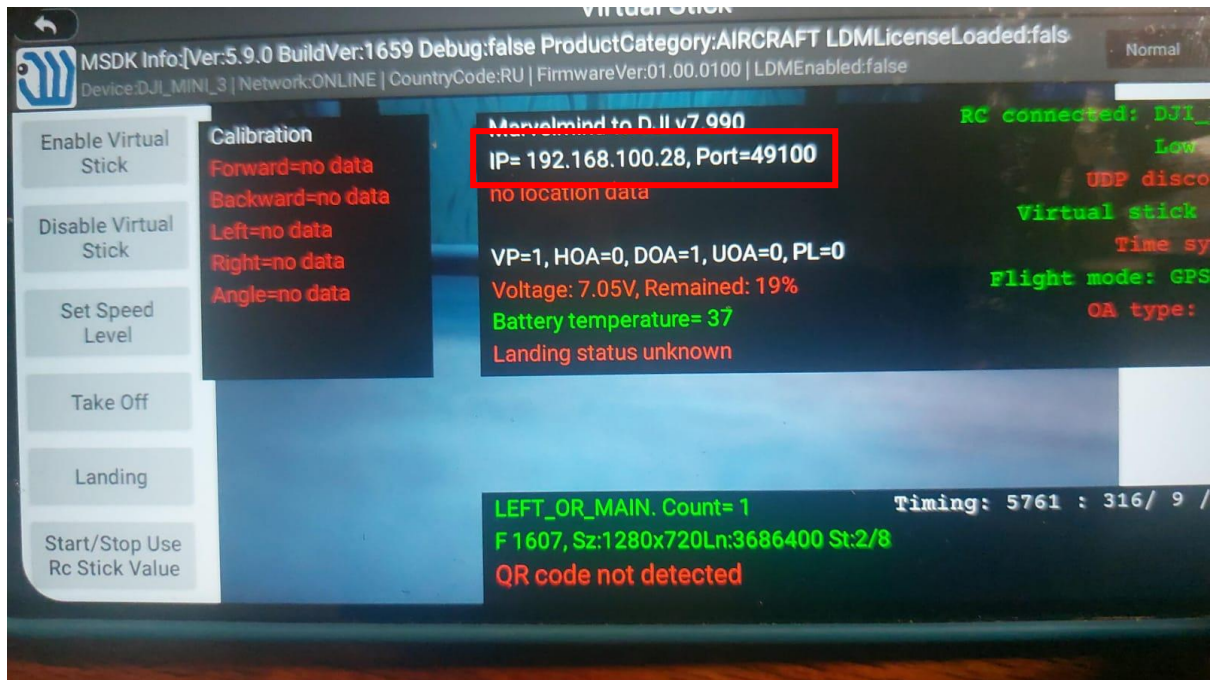 Virtual Stick
MSDK Info:[Ver:5.9.0 BuildVer:1659 Debug:false ProductCategory:AIRCRAFT LDMLicenseLoaded:fals
Device:DJI_MINI_3 | Network:ONLINE | CountryCode:RU | FirmwareVer:01.00.0100 | LDMEnabled:false
Normal
Enable Virtual
Stick
Disable Virtual
Stick
Set Speed
Level
Take Off
Landing
Start/Stop Use
Rc Stick Value
Calibration
Forward=no data
Backward=no data
Left=no data
Right=no data
Angle=no data
Marvelmind to DJI v7.990
IP= 192.168.100.28, Port=49100
no location data
VP=1, HOA=0, DOA=1, UOA=0, PL=0
Voltage: 7.05V, Remained: 19%
Battery temperature= 37
Landing status unknown
RC connected: DJI_
Low
UDP disco
Virtual stick
Time sy
Flight mode: GPS
OA type:
LEFT_OR_MAIN. Count= 1
F 1607, Sz:1280x720Ln:3686400 St:2/8
QR code not detected
Timing: 5761 : 316/ 9 /